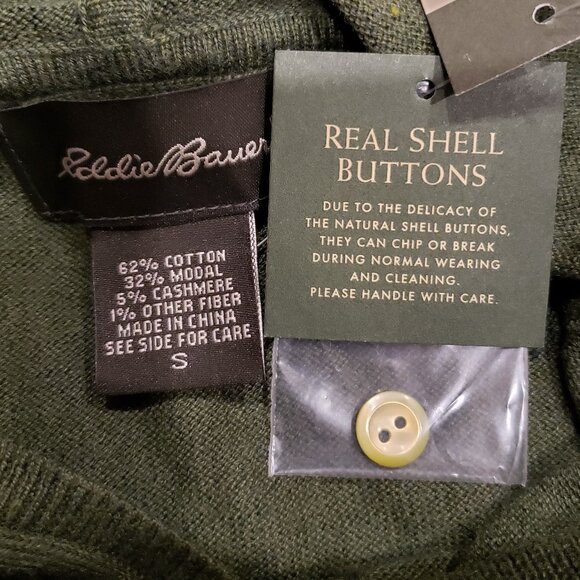 Eddie Bauer
62% COTTON
32% MODAL
5% CASHMERE
1% OTHER FIBER
MADE IN CHINA
SEE SIDE FOR CARE
S
REAL SHELL
BUTTONS
DUE TO THE DELICACY OF
THE NATURAL SHELL BUTTONS,
THEY CAN CHIP OR BREAK
DURING NORMAL WEARING
AND CLEANING.
PLEASE HANDLE WITH CARE.